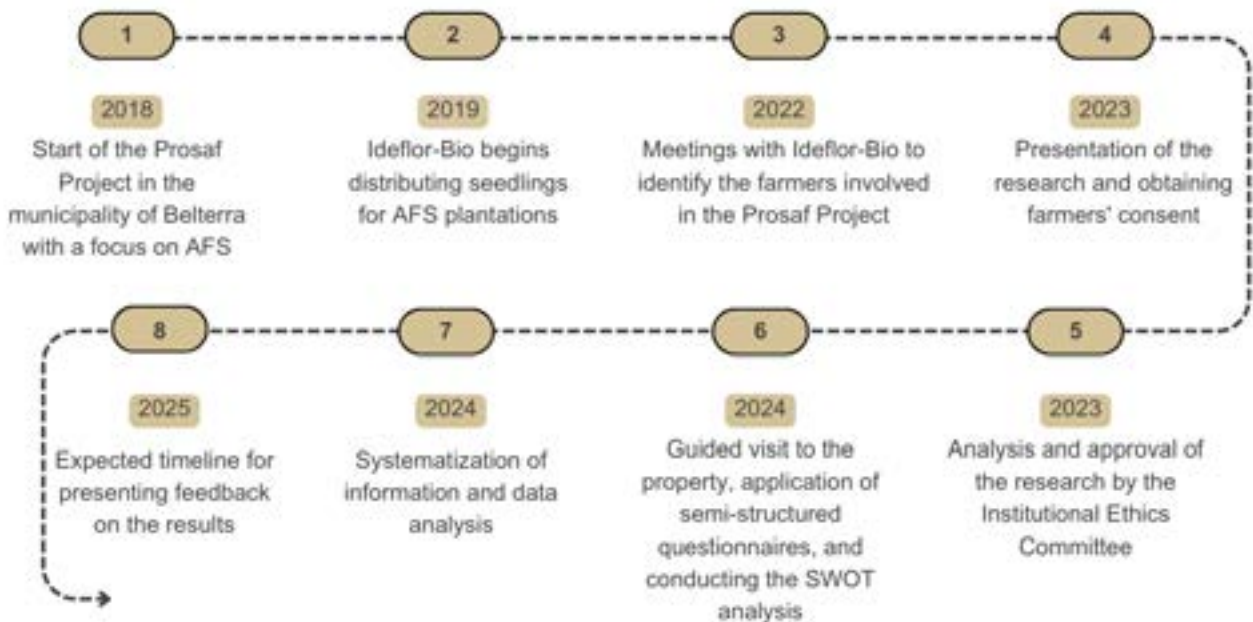 1
2018
Start of the Prosaf
Project in the
municipality of Belterra
with a focus on AFS
2
2019
Ideflor-Bio begins
distributing seedlings
for AFS plantations
3
2022
Meetings with Ideflor-Bio to
identify the farmers involved
in the Prosaf Project
4
2023
Presentation of the
research and obtaining
farmers' consent
5
2023
Analysis and approval of
the research by the
Institutional Ethics
Committee
6
2024
Guided visit to the
property, application of
semi-structured
questionnaires, and
conducting the SWOT
analysis
7
2024
Systematization of
information and data
analysis
8
2025
Expected timeline for
presenting feedback
on the results